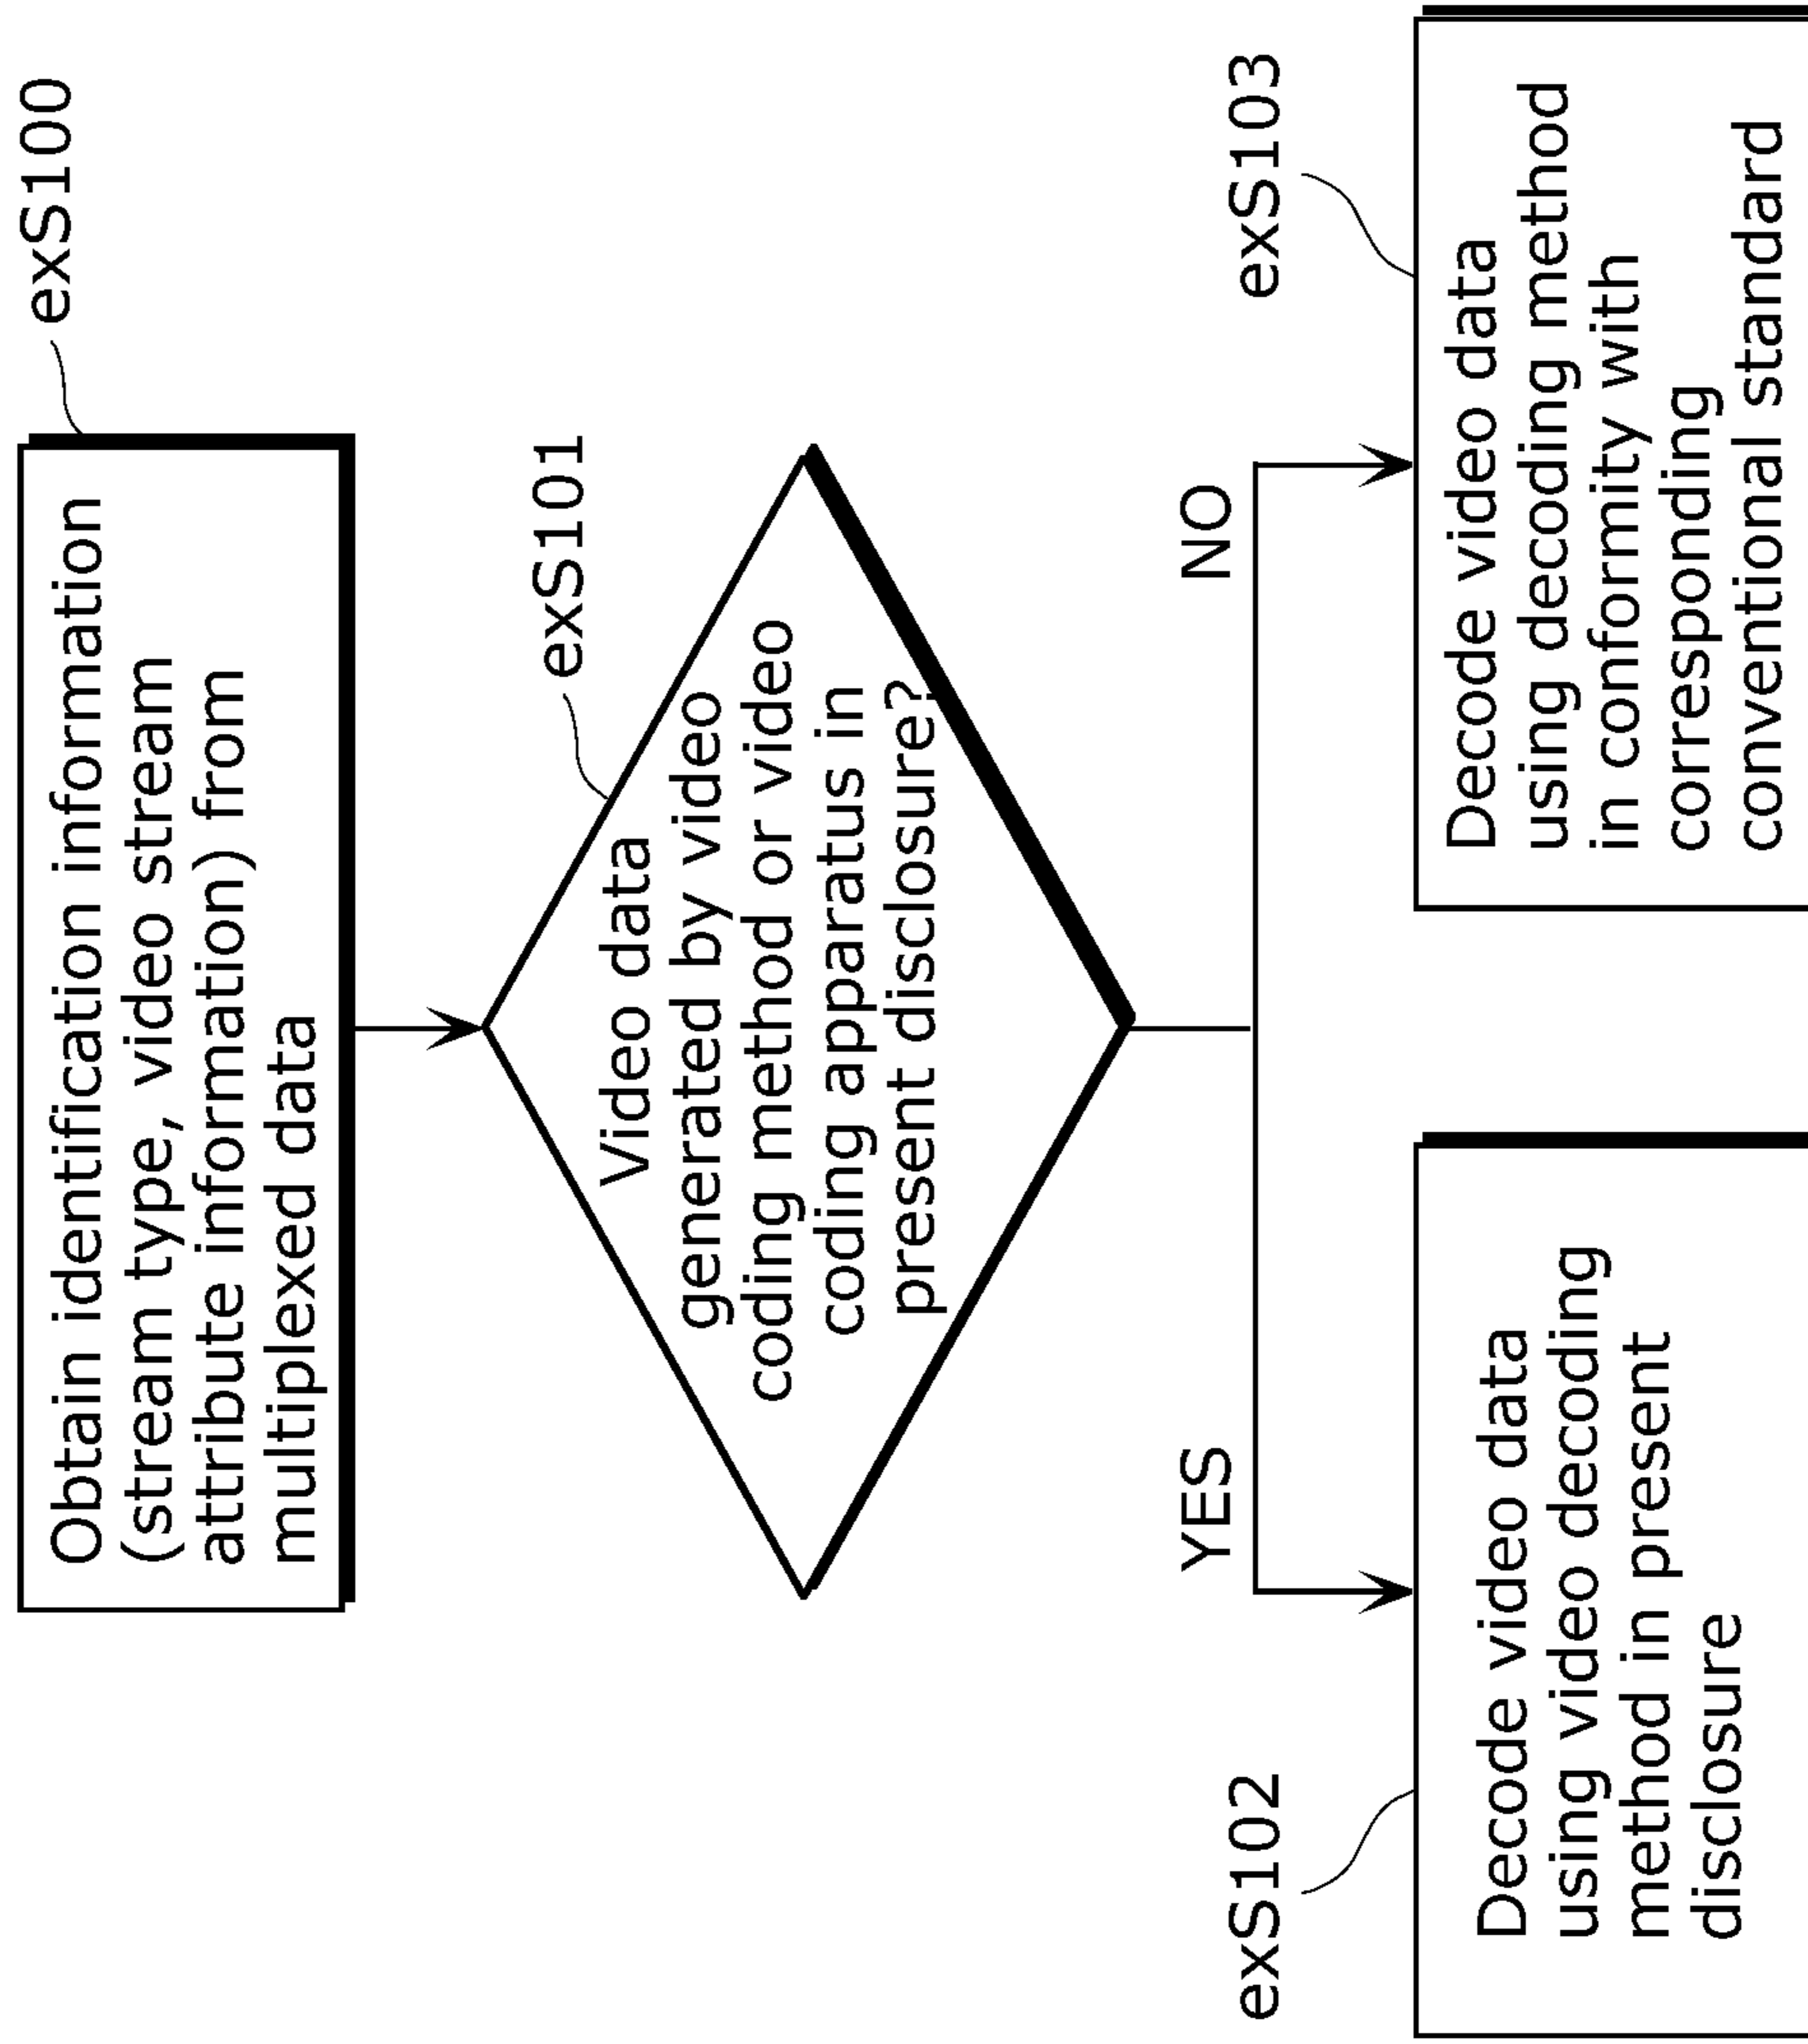 exS100
Obtain identification information
(stream type, video stream
attribute information) from
multiplexed data
exS101
Video data
generated by video
coding method or video
coding apparatus in
present disclosure?
YES
NO
exS102
Decode video data
using video decoding
method in present
disclosure
exS103
Decode video data
using decoding method
in conformity with
corresponding
conventional standard